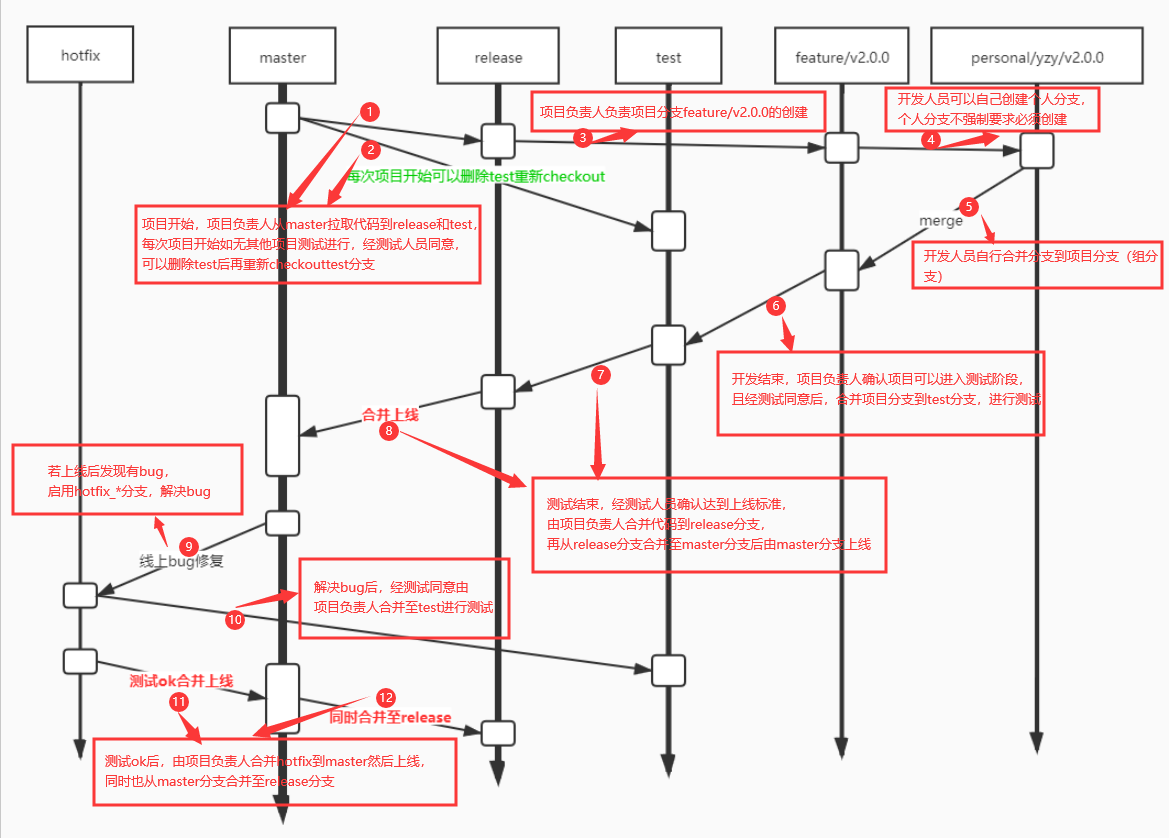 hotfix
master
release
test
feature/v2.0.0
personal/yzy/v2.0.0
1
项目负责人负责项目分支feature/v2.0.0的创建
3
开发人员可以自己创建个人分支，
个人分支不强制要求必须创建
4
2
每次项目开始可以删除test重新checkout
项目开始，项目负责人从master拉取代码到release和test，
每次项目开始如无其他项目测试进行，经测试人员同意，
可以删除test后再重新checkouttest分支
5
merge
开发人员自行合并分支到项目分支（组分
支）
6
开发结束，项目负责人确认项目可以进入测试阶段，
且经测试同意后，合并项目分支到test分支，进行测试
7
合并上线
8
测试结束，经测试人员确认达到上线标准，
由项目负责人合并代码到release分支，
再从release分支合并至master分支后由master分支上线
若上线后发现有bug，
启用hotfix_*分支，解决bug
9
线上bug修复
解决bug后，经测试同意由
项目负责人合并至test进行测试
10
测试ok合并上线
11
12
同时合并至release
测试ok后，由项目负责人合并hotfix到master然后上线，
同时也从master分支合并至release分支